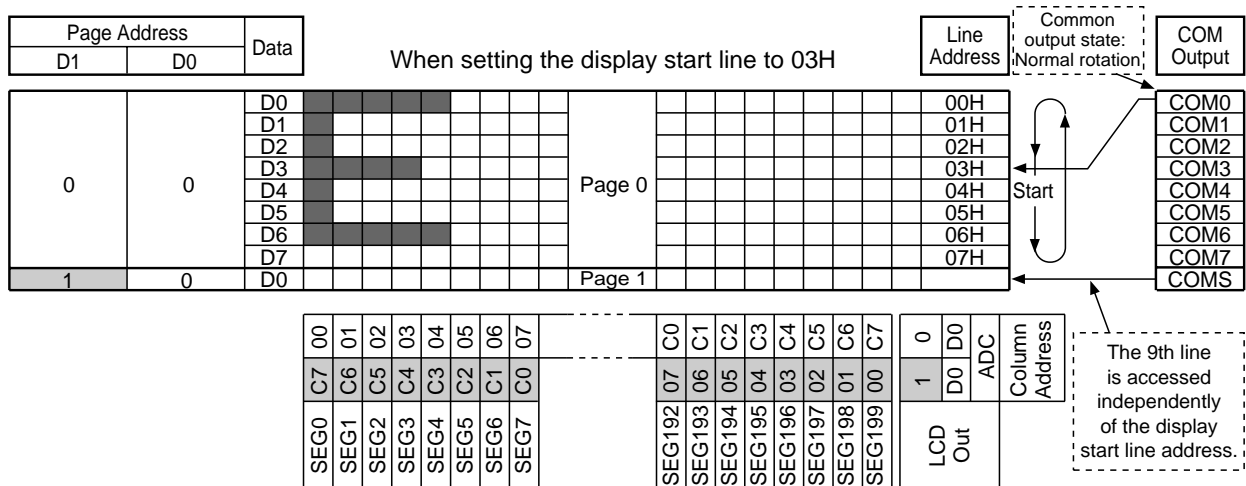 Page Address Data When setting the display start line to 03H Line Address Common output state: Normal rotation COM Output
D1 D0
D0 00H COM0
D1 01H COM1
D2 02H COM2
D3 03H COM3
0 0 D4 Page 0 04H Start COM4
D5 05H COM5
D6 06H COM6
D7 07H COM7
1 0 D0 Page 1 COMS
00 01 02 03 04 05 06 07 C0 C1 C2 C3 C4 C5 C6 C7 0 D0 ADC Column Address
C7 C6 C5 C4 C3 C2 C1 C0 07 06 05 04 03 02 01 00 1 D0
SEG0 SEG1 SEG2 SEG3 SEG4 SEG5 SEG6 SEG7 SEG192 SEG193 SEG194 SEG195 SEG196 SEG197 SEG198 SEG199 LCD Out
The 9th line
is accessed
independently
of the display
start line address.